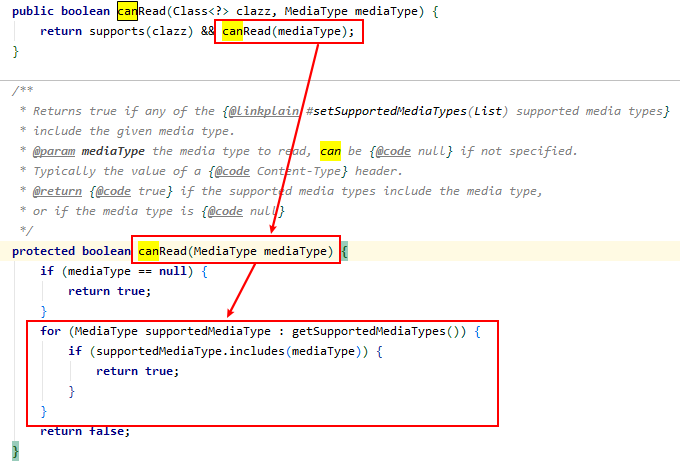 public boolean canRead(Class<?> clazz, MediaType mediaType) {
    return supports(clazz) && canRead(mediaType);
}
/**
 * Returns true if any of the {@linkplain #setSupportedMediaTypes(List) supported media types}
 * include the given media type.
 * @param mediaType the media type to read, can be {@code null} if not specified.
 * Typically the value of a {@code Content-Type} header.
 * @return {@code true} if the supported media types include the media type,
 * or if the media type is {@code null}
 */
protected boolean canRead(MediaType mediaType) {
    if (mediaType == null) {
        return true;
    }
    for (MediaType supportedMediaType : getSupportedMediaTypes()) {
        if (supportedMediaType.includes(mediaType)) {
            return true;
        }
    }
    return false;
}